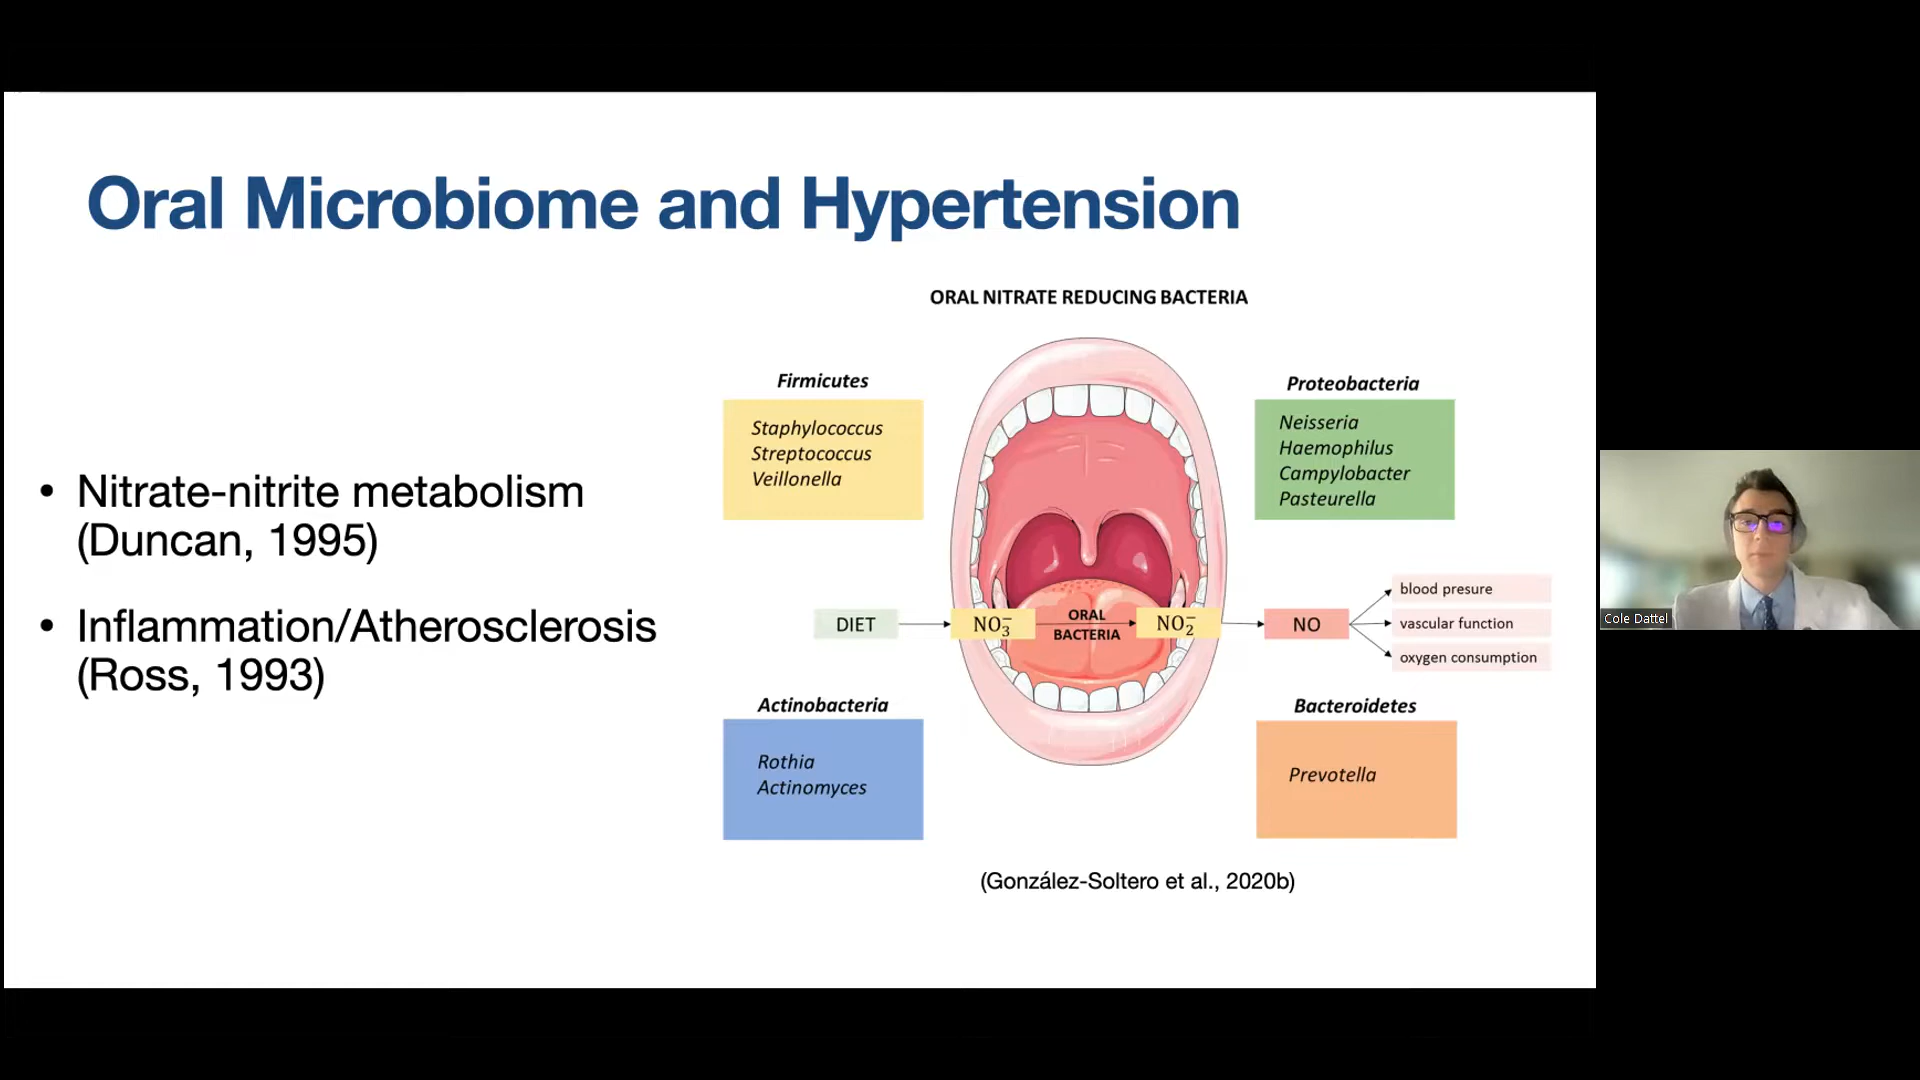 Oral Microbiome and Hypertension
• Nitrate-nitrite metabolism
(Duncan, 1995)
• Inflammation/Atherosclerosis
(Ross, 1993)
ORAL NITRATE REDUCING BACTERIA
Firmicutes
Staphylococcus
Streptococcus
Veillonella
Proteobacteria
Neisseria
Haemophilus
Campylobacter
Pasteurella
DIET
NO₃⁻
ORAL
BACTERIA
NO₂⁻
NO
blood presure
vascular function
oxygen consumption
Actinobacteria
Rothia
Actinomyces
Bacteroidetes
Prevotella
(González-Soltero et al., 2020b)
Cole Dattel